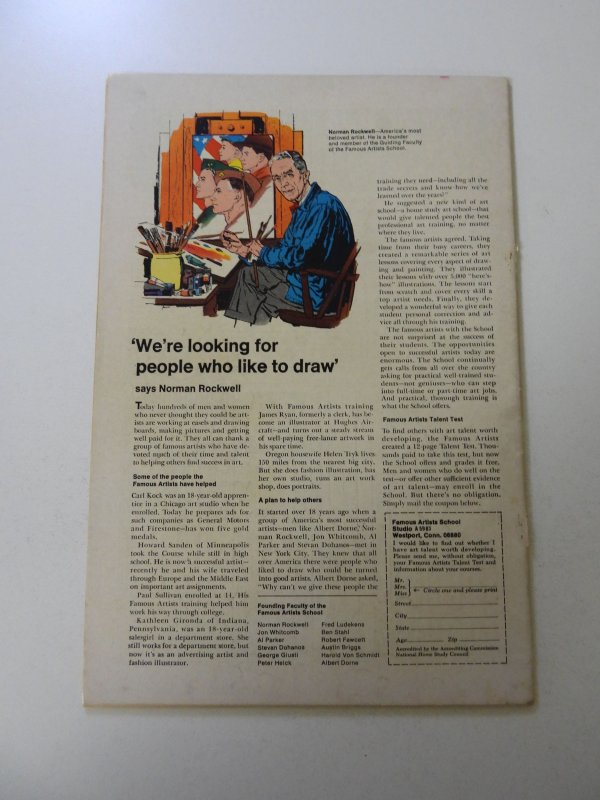 Norman Rockwell—America's most
beloved artist. He is a founder
and member of the Guiding Faculty
of the Famous Artists School.
'We're looking for
people who like to draw'
says Norman Rockwell
Today hundreds of men and women
who never thought they could be art-
ists are working at easels and drawing
boards, making pictures and getting
well paid for it. They all can thank a
group of famous artists who have de-
voted much of their time and talent
to helping others find success in art.
Some of the people the
Famous Artists have helped
Carl Kock was an 18-year-old appren-
tice in a Chicago art studio when he
enrolled. Today he prepares ads for
such companies as General Motors
and Firestone—has won five gold
medals.
Howard Sanden of Minneapolis
took the Course while still in high
school. He is now a successful artist—
recently he and his wife traveled
through Europe and the Middle East
on important art assignments.
Paul Sullivan enrolled at 14. His
Famous Artists training helped him
work his way through college.
Kathleen Gironda of Indiana,
Pennsylvania, was an 18-year-old
salesgirl in a department store. She
still works for a department store, but
now it's as an advertising artist and
fashion illustrator.
With Famous Artists training
James Ryan, formerly a clerk, has be-
come an illustrator at Hughes Air-
craft—and turns out a steady stream
of well-paying free-lance artwork in
his spare time.
Oregon housewife Helen Tryk lives
150 miles from the nearest big city.
But she does fashion illustration, has
her own studio, runs an art work
shop, does portraits.
A plan to help others
It started over 18 years ago when a
group of America's most successful
artists—men like Albert Dorne, Nor-
man Rockwell, Jon Whitcomb, Al
Parker and Stevan Dohanos—met in
New York City. They knew that all
over America there were people who
liked to draw who could be turned
into good artists. Albert Dorne asked,
"Why can't we give these people the
Founding Faculty of the
Famous Artists School
Norman Rockwell
Jon Whitcomb
Al Parker
Stevan Dohanos
George Giusti
Peter Helck
Fred Ludekens
Ben Stahl
Robert Fawcett
Austin Briggs
Harold Von Schmidt
Albert Dorne
training they need—including all the
trade secrets and know-how we've
learned over the years?"
He suggested a new kind of art
school—a home study art school—that
would give talented people the best
professional art training, no matter
where they live.
The famous artists agreed. Taking
time from their busy careers, they
created a remarkable series of art
lessons covering every aspect of draw-
ing and painting. They illustrated
their lessons with over 5,000 "here's-
how" illustrations. The lessons start
from scratch and cover every skill a
top artist needs. Finally, they de-
veloped a wonderful way to give each
student personal correction and ad-
vice all through his training.
The famous artists with the School
are not surprised at the success of
their students. The opportunities
open to successful artists today are
enormous. The School continually
gets calls from all over the country
asking for practical well-trained stu-
dents—not geniuses—who can step
into full-time or part-time art jobs.
And practical, thorough training is
what the School offers.
Famous Artists Talent Test
To find others with art talent worth
developing, the Famous Artists
created a 12-page Talent Test. Thou-
sands paid to take this test, but now
the School offers and grades it free.
Men and women who do well on the
test—or offer other sufficient evidence
of art talent—may enroll in the
School. But there's no obligation.
Simply mail the coupon below.
Famous Artists School
Studio A5983
Westport, Conn. 06880
I would like to find out whether I
have art talent worth developing.
Please send me, without obligation,
your Famous Artists Talent Test and
information about your courses.
Mr.
Mrs.
Miss
← Circle one and please print
Street
City
State
Age Zip
Accredited by the Accrediting Commission
National Home Study Council